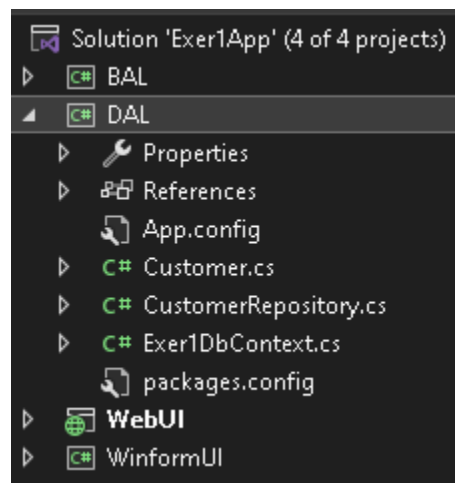 Solution 'Exer1App' (4 of 4 projects)
C# BAL
C# DAL
Properties
References
App.config
C# Customer.cs
C# CustomerRepository.cs
C# Exer1DbContext.cs
packages.config
WebUI
C# WinformUI